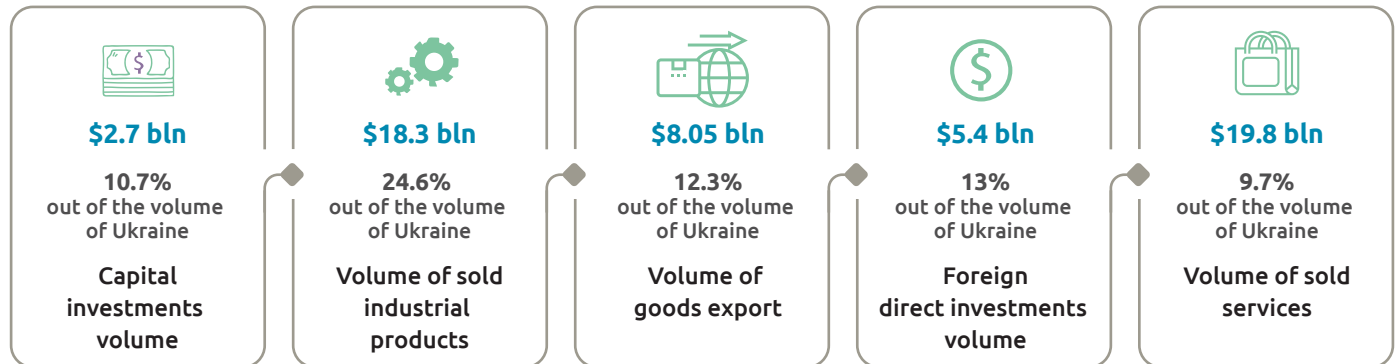 $2.7 bln
10.7%
out of the volume
of Ukraine
Capital
investments
volume
$18.3 bln
24.6%
out of the volume
of Ukraine
Volume of sold
industrial
products
$8.05 bln
12.3%
out of the volume
of Ukraine
Volume of
goods export
$5.4 bln
13%
out of the volume
of Ukraine
Foreign
direct investments
volume
$19.8 bln
9.7%
out of the volume
of Ukraine
Volume of sold
services